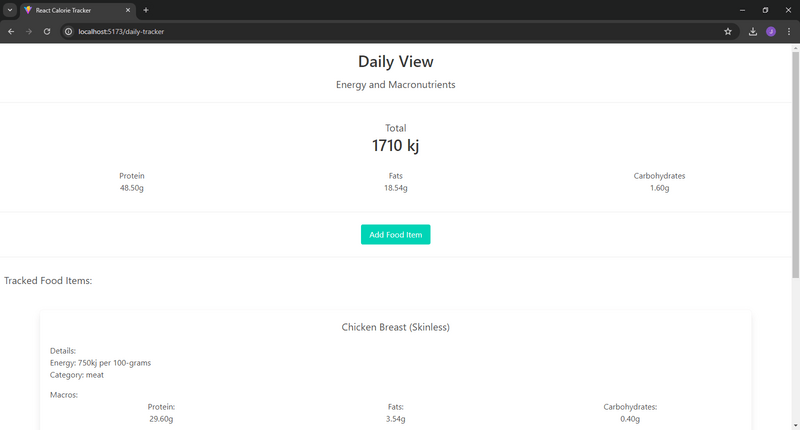 React Calorie Tracker
localhost:5173/daily-tracker
J
Daily View
Energy and Macronutrients
Total
1710 kj
Protein Fats Carbohydrates
48.50g 18.54g 1.60g
Add Food Item
Tracked Food Items:
Chicken Breast (Skinless)
Details:
Energy: 750kj per 100-grams
Category: meat
Macros:
Protein: Fats: Carbohydrates:
29.60g 3.54g 0.40g